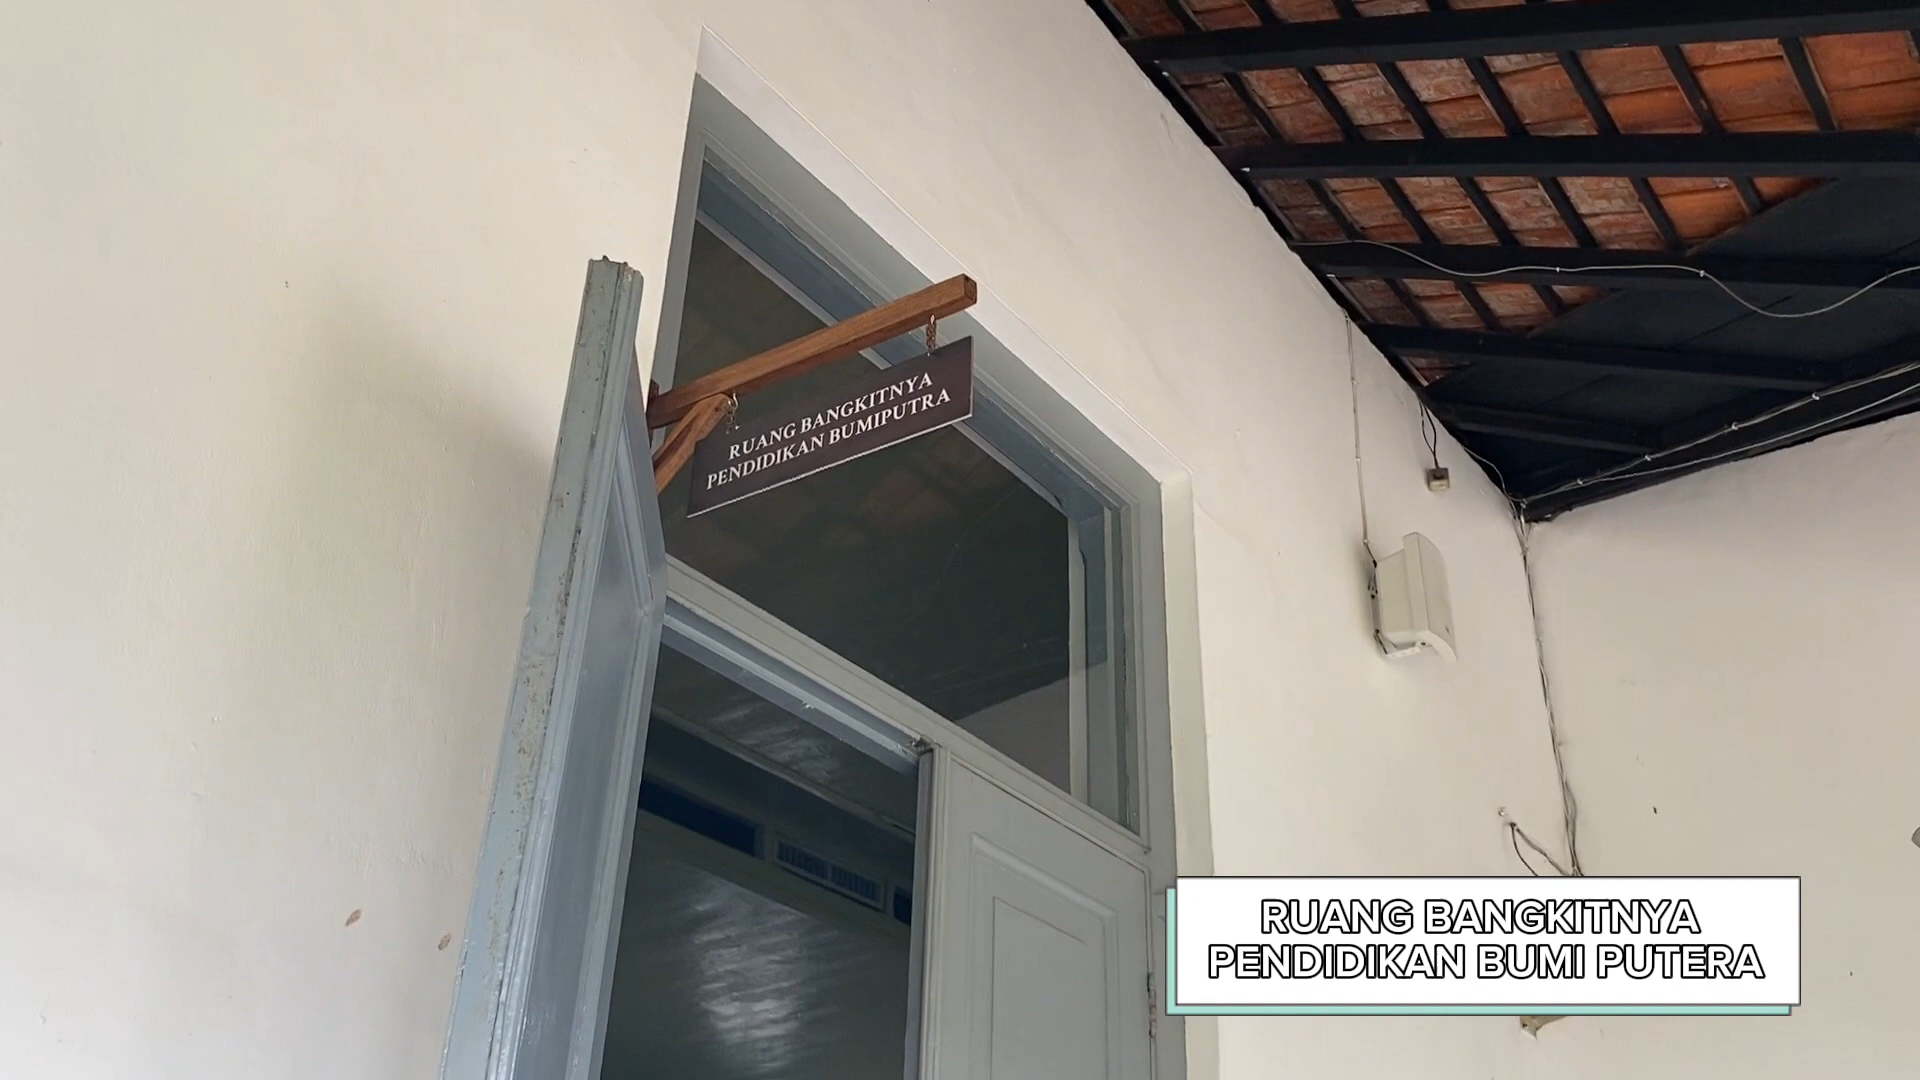 RUANG BANGKITNYA
PENDIDIKAN BUMIPUTRA
RUANG BANGKITNYA
PENDIDIKAN BUMI PUTERA